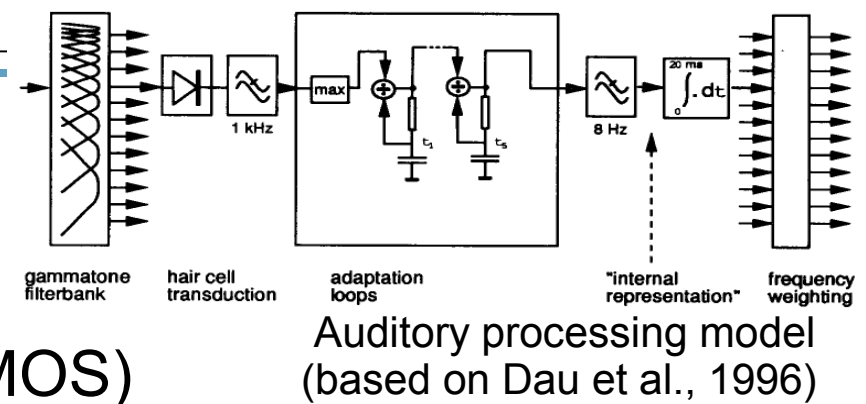 20 ms
max
∫.dt
0
t1
t5
1 kHz
8 Hz
gammatone
filterbank
hair cell
transduction
adaptation
loops
"internal
representation"
frequency
weighting
Auditory processing model
(based on Dau et al., 1996)
MOS)